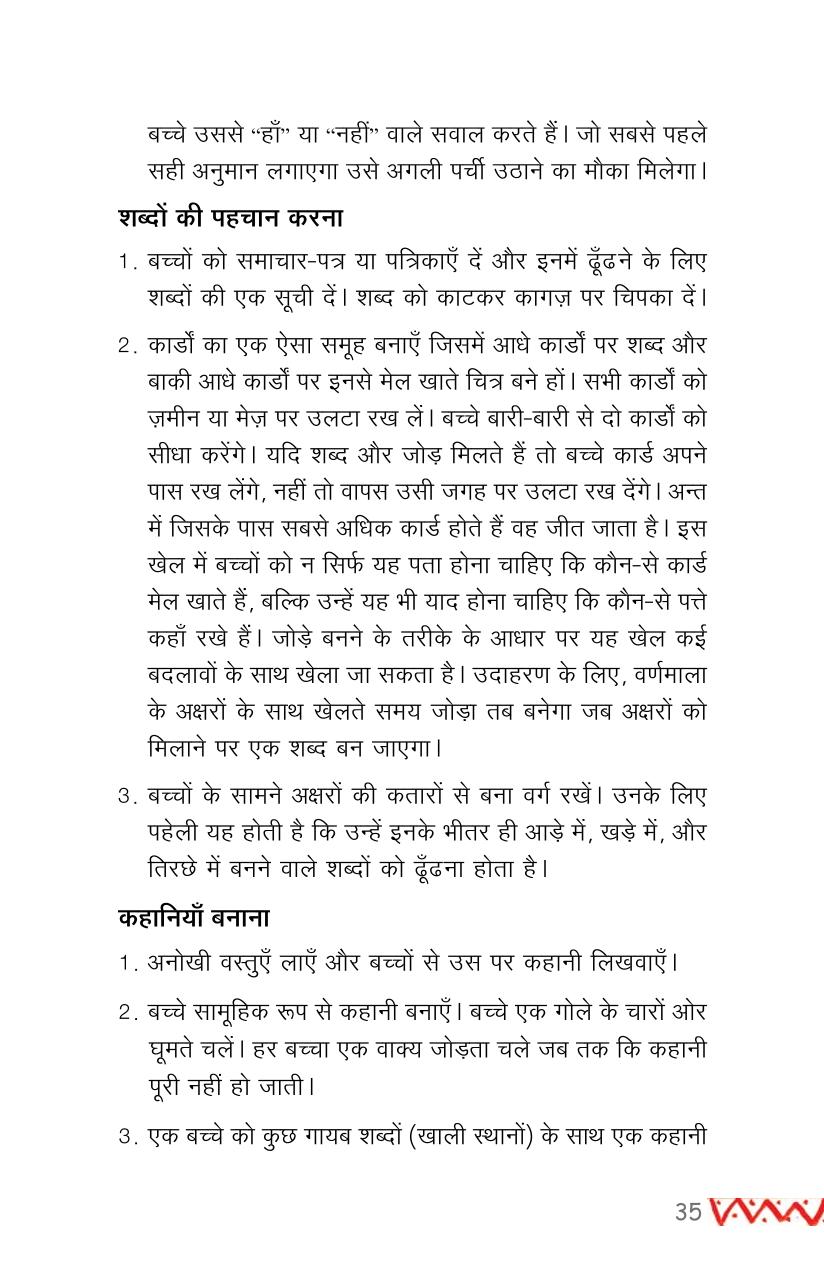 बच्चे उससे “हाँ” या “नहीं” वाले सवाल करते हैं। जो सबसे पहले
सही अनुमान लगाएगा उसे अगली पर्ची उठाने का मौका मिलेगा।
शब्दों की पहचान करना
1. बच्चों को समाचार-पत्र या पत्रिकाएँ दें और इनमें ढूँढने के लिए
शब्दों की एक सूची दें। शब्द को काटकर कागज़ पर चिपका दें।
2. कार्डों का एक ऐसा समूह बनाएँ जिसमें आधे कार्डों पर शब्द और
बाकी आधे कार्डों पर इनसे मेल खाते चित्र बने हों। सभी कार्डों को
ज़मीन या मेज़ पर उलटा रख लें। बच्चे बारी-बारी से दो कार्डों को
सीधा करेंगे। यदि शब्द और जोड़ मिलते हैं तो बच्चे कार्ड अपने
पास रख लेंगे, नहीं तो वापस उसी जगह पर उलटा रख देंगे। अन्त
में जिसके पास सबसे अधिक कार्ड होते हैं वह जीत जाता है। इस
खेल में बच्चों को न सिर्फ यह पता होना चाहिए कि कौन-से कार्ड
मेल खाते हैं, बल्कि उन्हें यह भी याद होना चाहिए कि कौन-से पत्ते
कहाँ रखे हैं। जोड़े बनने के तरीके के आधार पर यह खेल कई
बदलावों के साथ खेला जा सकता है। उदाहरण के लिए, वर्णमाला
के अक्षरों के साथ खेलते समय जोड़ा तब बनेगा जब अक्षरों को
मिलाने पर एक शब्द बन जाएगा।
3. बच्चों के सामने अक्षरों की कतारों से बना वर्ग रखें। उनके लिए
पहेली यह होती है कि उन्हें इनके भीतर ही आड़े में, खड़े में, और
तिरछे में बनने वाले शब्दों को ढूँढना होता है।
कहानियाँ बनाना
1. अनोखी वस्तुएँ लाएँ और बच्चों से उस पर कहानी लिखवाएँ।
2. बच्चे सामूहिक रूप से कहानी बनाएँ। बच्चे एक गोले के चारों ओर
घूमते चलें। हर बच्चा एक वाक्य जोड़ता चले जब तक कि कहानी
पूरी नहीं हो जाती।
3. एक बच्चे को कुछ गायब शब्दों (खाली स्थानों) के साथ एक कहानी
35